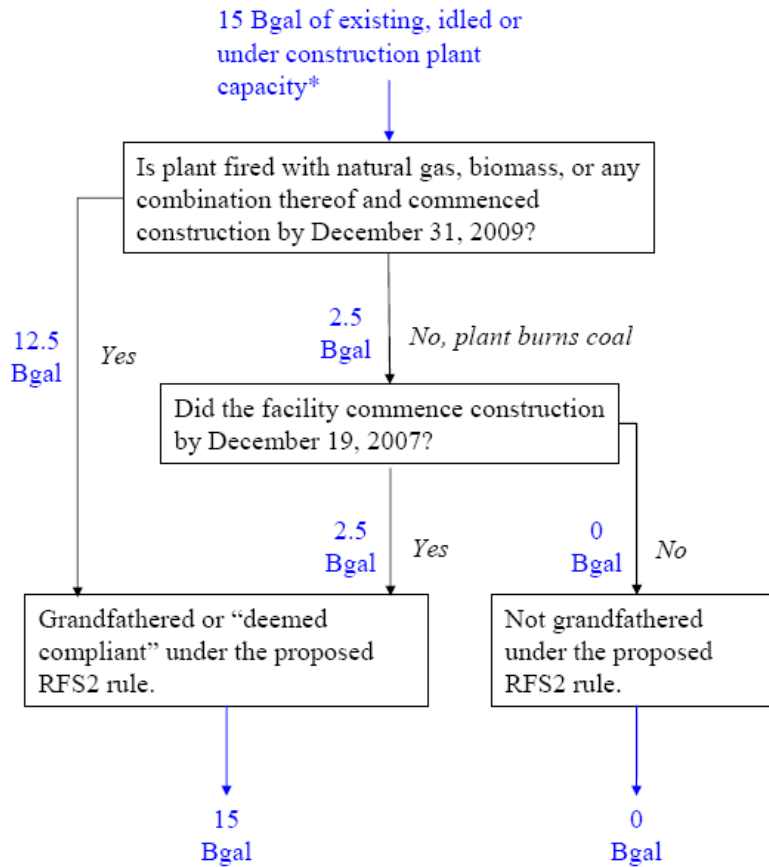 15 Bgal of existing, idled or
under construction plant
capacity*
Is plant fired with natural gas, biomass, or any
combination thereof and commenced
construction by December 31, 2009?
12.5
Bgal
Yes
2.5
Bgal
No, plant burns coal
Did the facility commence construction
by December 19, 2007?
2.5
Bgal
Yes
0
Bgal
No
Grandfathered or “deemed
compliant” under the proposed
RFS2 rule.
Not grandfathered
under the proposed
RFS2 rule.
15
Bgal
0
Bgal